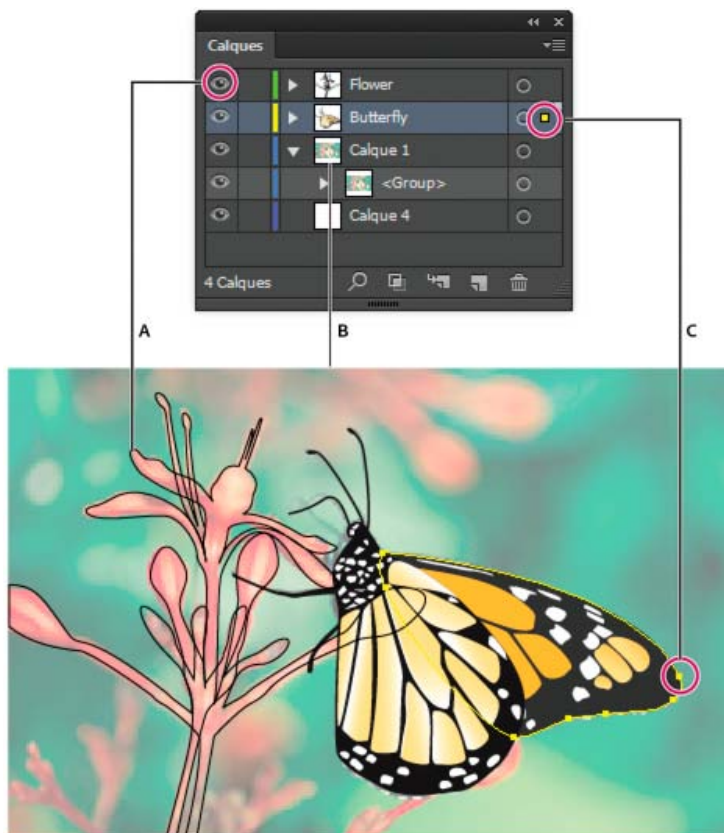 Calques
Flower
Butterfly
Calque 1
<Group>
Calque 4
4 Calques
A
B
C